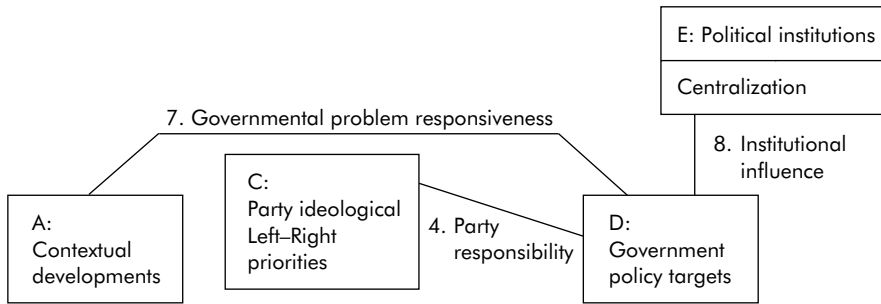 E: Political institutions
Centralization
7. Governmental problem responsiveness
8. Institutional
influence
A:
Contextual
developments
C:
Party ideological
Left–Right
priorities
4. Party
responsibility
D:
Government
policy targets